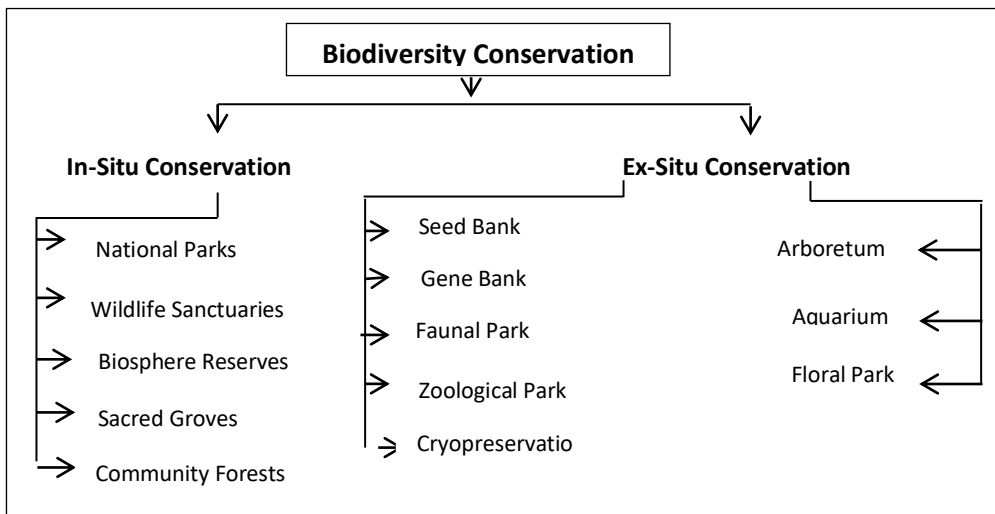 Biodiversity Conservation
In-Situ Conservation
National Parks
Wildlife Sanctuaries
Biosphere Reserves
Sacred Groves
Community Forests
Ex-Situ Conservation
Seed Bank
Gene Bank
Faunal Park
Zoological Park
Cryopreservatio
Arboretum
Aquarium
Floral Park